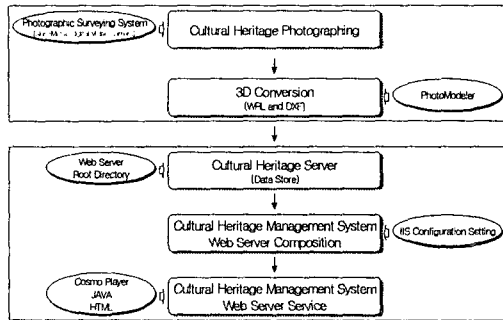 Photographic Surveying System
Cultural Heritage Photographing
3D Conversion
(WRL and DXF)
PhotoModeler
Web Server
Root Directory
Cultural Heritage Server
(Data Store)
Cultural Heritage Management System
Web Server Composition
IIS Configuration Setting
Cosmo Player
JAVA
HTML
Cultural Heritage Management System
Web Server Service